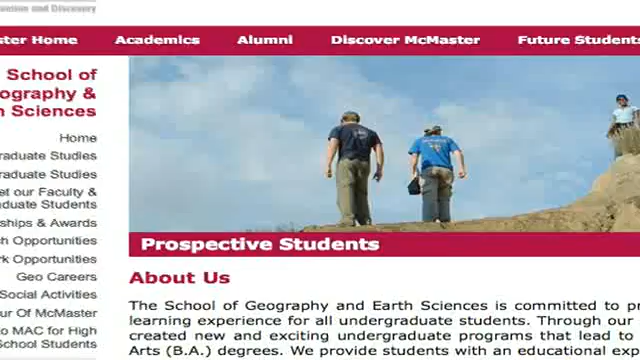 ster Home Academics Alumni Discover McMaster Future Students
School of
ography &
h Sciences
Home
raduate Studies
raduate Studies
et our Faculty &
duate Students
ships & Awards
ch Opportunities
rk Opportunities
Geo Careers
Social Activities
ur Of McMaster
to MAC for High
School Students
Prospective Students
About Us
The School of Geography and Earth Sciences is committed to pr
learning experience for all undergraduate students. Through our
created new and exciting undergraduate programs that lead to
Arts (B.A.) degrees. We provide students with an educational exp